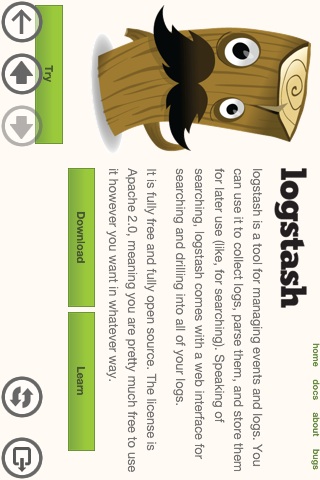 home docs about bugs
logstash
logstash is a tool for managing events and logs. You
can use it to collect logs, parse them, and store them
for later use (like, for searching). Speaking of
searching, logstash comes with a web interface for
searching and drilling into all of your logs.
It is fully free and fully open source. The license is
Apache 2.0, meaning you are pretty much free to use
it however you want in whatever way.
Download
Learn
Try